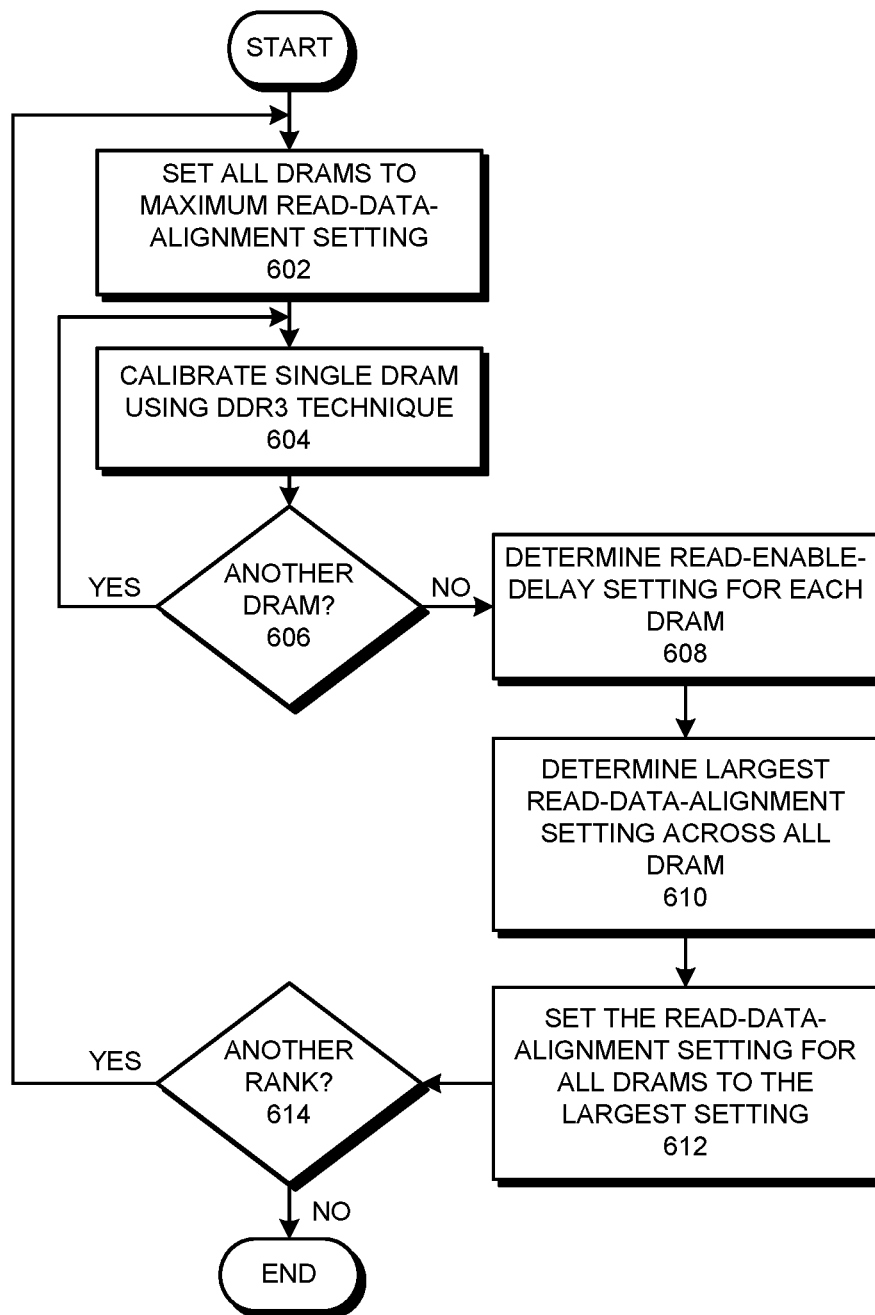 START
SET ALL DRAMS TO
MAXIMUM READ-DATA-
ALIGNMENT SETTING
602
CALIBRATE SINGLE DRAM
USING DDR3 TECHNIQUE
604
YES
ANOTHER
DRAM?
606
NO
DETERMINE READ-ENABLE-
DELAY SETTING FOR EACH
DRAM
608
DETERMINE LARGEST
READ-DATA-ALIGNMENT
SETTING ACROSS ALL
DRAM
610
SET THE READ-DATA-
ALIGNMENT SETTING FOR
ALL DRAMS TO THE
LARGEST SETTING
612
YES
ANOTHER
RANK?
614
NO
END